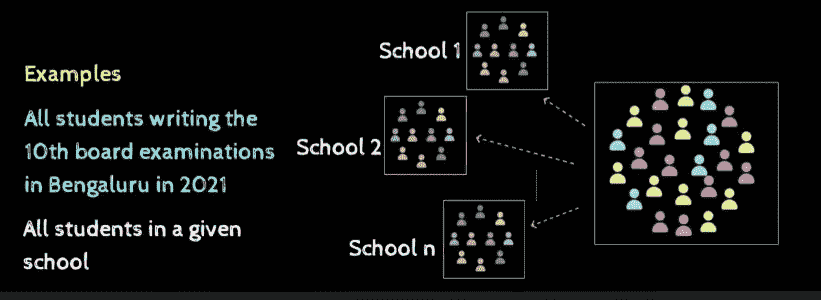 Examples
All students writing the
10th board examinations
in Bengaluru in 2021
All students in a given
school
School 1
School 2
School n